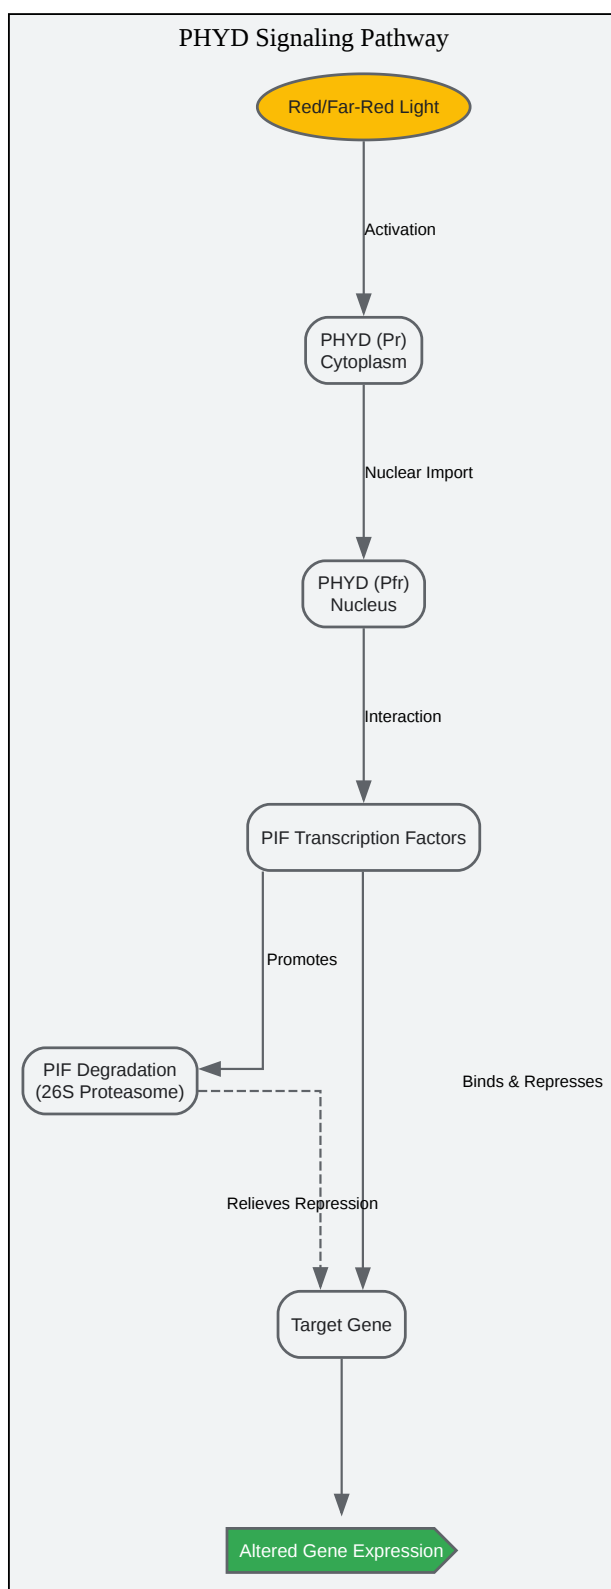 PHYD Signaling Pathway
Red/Far-Red Light
Activation
PHYD (Pr)
Cytoplasm
Nuclear Import
PHYD (Pfr)
Nucleus
Interaction
PIF Transcription Factors
Promotes
PIF Degradation
(26S Proteasome)
Binds & Represses
Relieves Repression
Target Gene
Altered Gene Expression